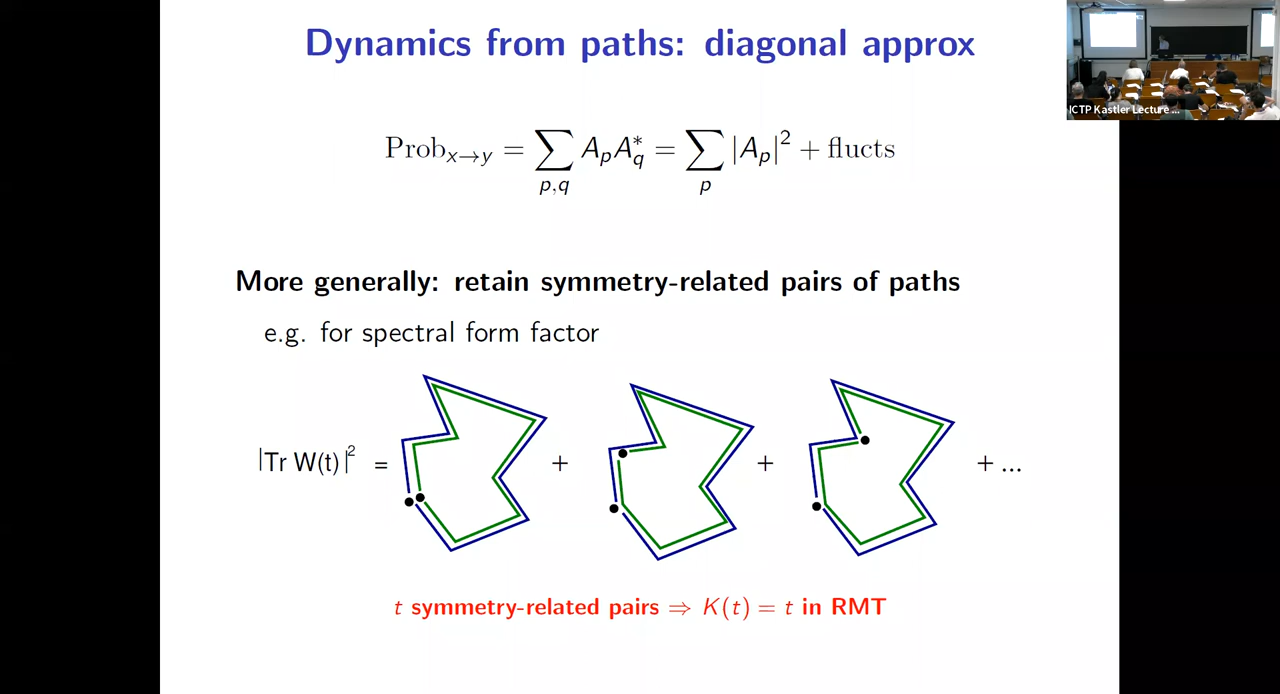 Dynamics from paths: diagonal approx
ICTP Kastler Lecture ...
Prob_{x→y} = ∑_{p,q} A_p A_q^* = ∑_p |A_p|^2 + flucts
More generally: retain symmetry-related pairs of paths
e.g. for spectral form factor
|Tr W(t)|^2 = + + + ...
t symmetry-related pairs ⇒ K(t) = t in RMT